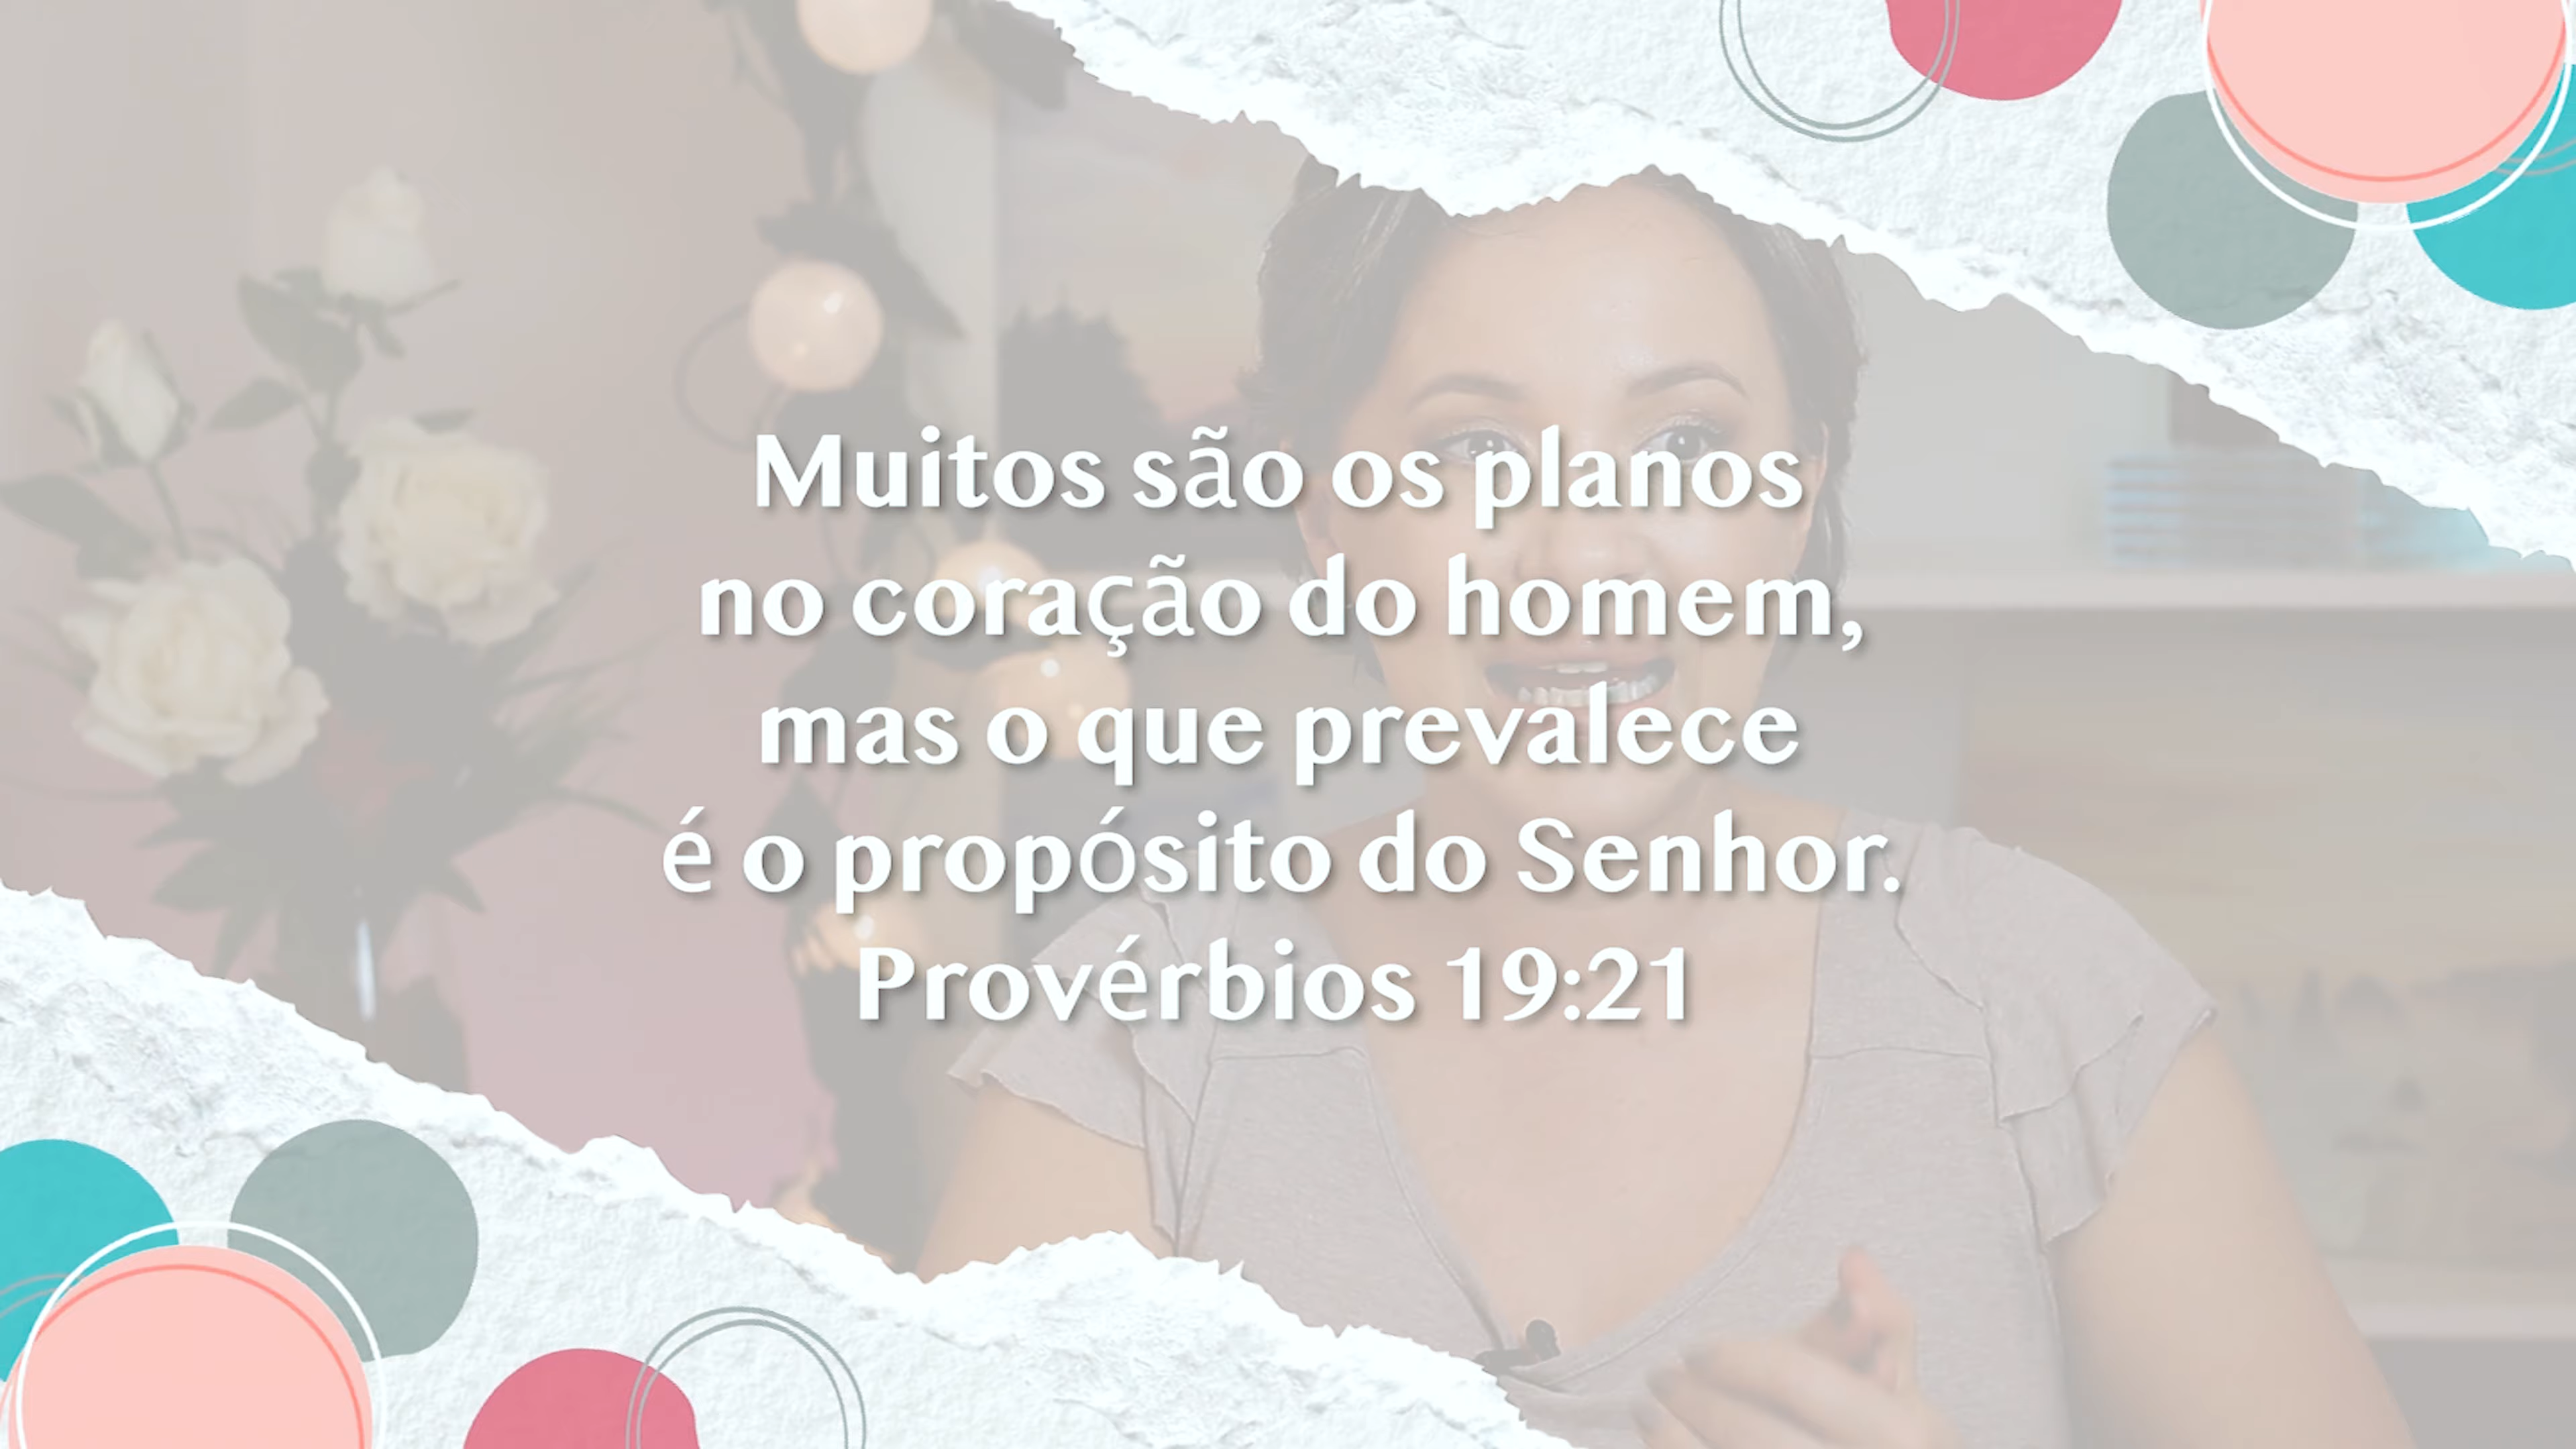 Muitos são os planos
no coração do homem,
mas o que prevalece
é o propósito do Senhor.
Provérbios 19:21